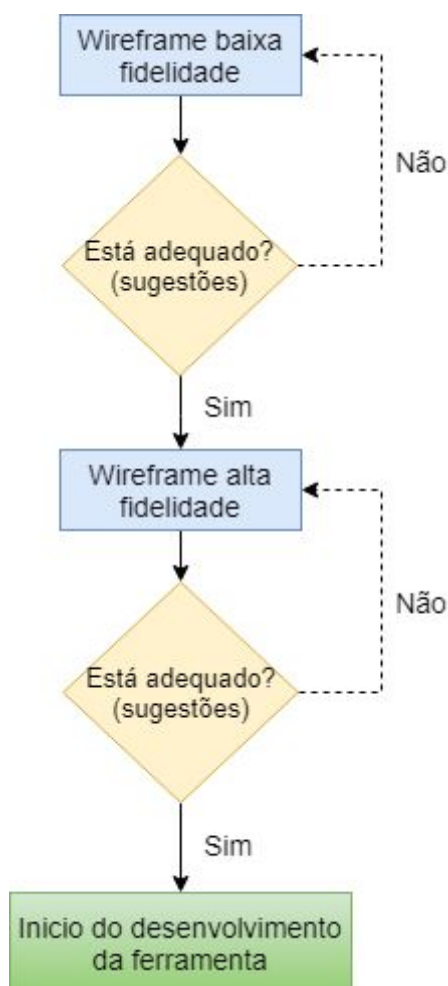 Wireframe baixa
fidelidade
Não
Está adequado?
(sugestões)
Sim
Wireframe alta
fidelidade
Não
Está adequado?
(sugestões)
Sim
Inicio do desenvolvimento
da ferramenta